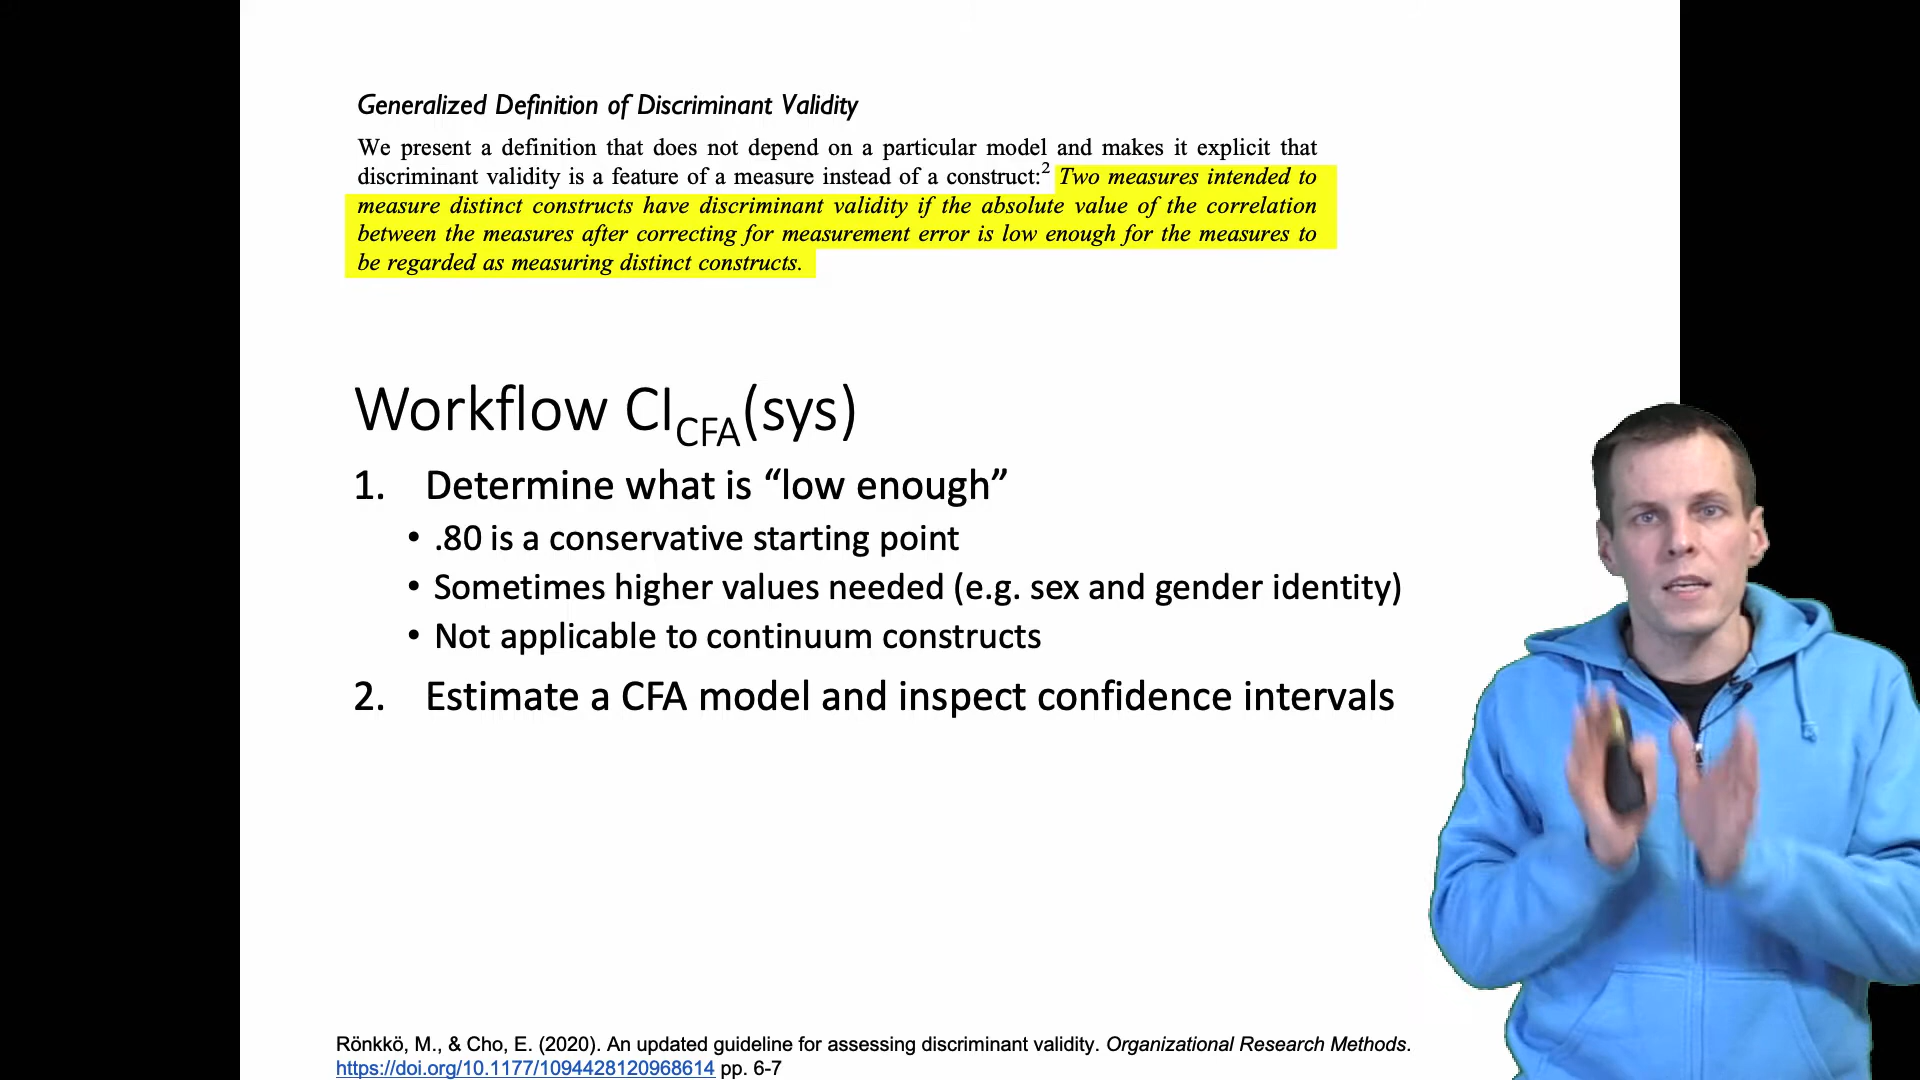 Generalized Definition of Discriminant Validity
We present a definition that does not depend on a particular model and makes it explicit that
discriminant validity is a feature of a measure instead of a construct:² Two measures intended to
measure distinct constructs have discriminant validity if the absolute value of the correlation
between the measures after correcting for measurement error is low enough for the measures to
be regarded as measuring distinct constructs.
Workflow CI_CFA(sys)
1. Determine what is “low enough”
• .80 is a conservative starting point
• Sometimes higher values needed (e.g. sex and gender identity)
• Not applicable to continuum constructs
2. Estimate a CFA model and inspect confidence intervals
Rönkkö, M., & Cho, E. (2020). An updated guideline for assessing discriminant validity. Organizational Research Methods.
https://doi.org/10.1177/1094428120968614 pp. 6-7